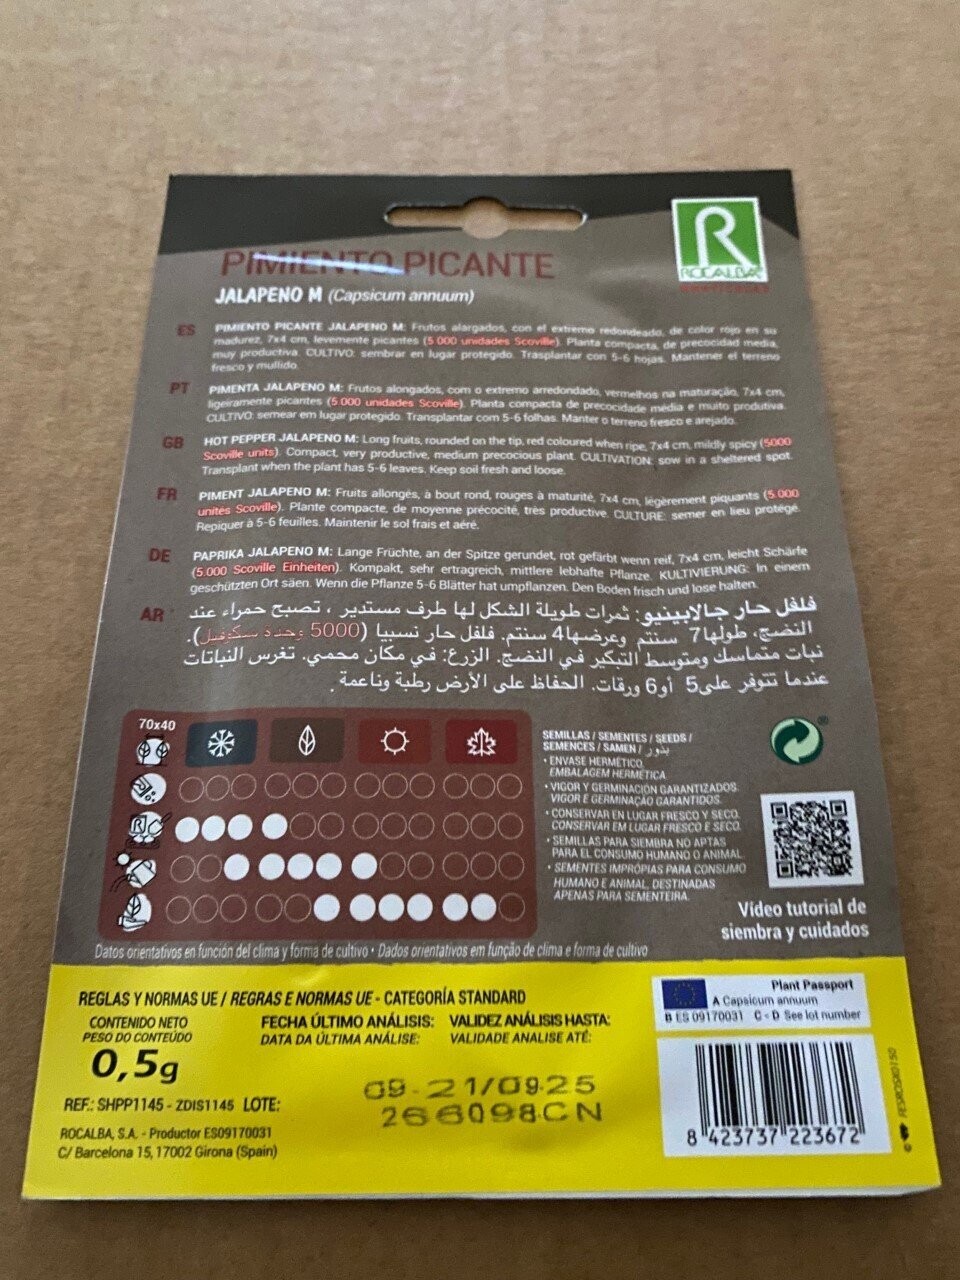 PIMIENTO PICANTE
JALAPENO M (Capsicum annuum)
R
ROCALBA
ES PIMIENTO PICANTE JALAPENO M: Frutos alargados, con el extremo redondeado, de color rojo en su
madurez, 7x4 cm, levemente picantes (5 000 unidades Scoville). Planta compacta, de precocidad media,
muy productiva. CULTIVO: sembrar en lugar protegido. Trasplantar con 5-6 hojas. Mantener el terreno
fresco y mullido.
PT PIMENTA JALAPENO M: Frutos alongados, com o extremo arredondado, vermelhos na maturação, 7x4 cm,
ligeiramente picantes (5 000 unidades Scoville). Planta compacta de precocidade média e muito produtiva.
CULTIVO: semear em lugar protegido. Transplantar com 5-6 folhas. Manter o terreno fresco e arejado.
GB HOT PEPPER JALAPENO M: Long fruits, rounded on the tip, red coloured when ripe, 7x4 cm, mildly spicy (5000
Scoville units). Compact, very productive, medium precocious plant. CULTIVATION: sow in a sheltered spot.
Transplant when the plant has 5-6 leaves. Keep soil fresh and loose.
FR PIMENT JALAPENO M: Fruits allongés, à bout rond, rouges à maturité, 7x4 cm, légèrement piquants (5.000
unités Scoville). Plante compacte, de moyenne précocité, très productive. CULTURE: semer en lieu protégé.
Repiquer à 5-6 feuilles. Maintenir le sol frais et aéré.
DE PAPRIKA JALAPENO M: Lange Früchte, an der Spitze gerundet, rot gefärbt wenn reif, 7x4 cm, leicht Schärfe
(5.000 Scoville Einheiten). Kompakt, sehr ertragreich, mittlere lebhafte Pflanze. KULTIVIERUNG: In einem
geschützten Ort säen. Wenn die Pflanze 5-6 Blätter hat umpflanzen. Den Boden frisch und lose halten.
AR فلفل حار جالابينيو: ثمرات طويلة الشكل لها طرف مستدير ، تصبح حمراء عند
النضج، طولها7 سنتم وعرضها4 سنتم. فلفل حار نسبيا (5000 وحدة سكوفيل).
نبات متماسك ومتوسط التبكير في النضج. الزرع: في مكان محمي. تغرس النباتات
عندما تتوفر على5 أو6 ورقات. الحفاظ على الأرض رطبة وناعمة.
70x40
SEMILLAS / SEMENTES / SEEDS /
SEMENCES / SAMEN / بذور
• ENVASE HERMÉTICO.
EMBALAGEM HERMÉTICA.
• VIGOR Y GERMINACIÓN GARANTIZADOS.
VIGOR E GERMINAÇÃO GARANTIDOS.
• CONSERVAR EN LUGAR FRESCO Y SECO.
CONSERVAR EM LUGAR FRESCO E SECO.
• SEMILLAS PARA SIEMBRA NO APTAS
PARA EL CONSUMO HUMANO O ANIMAL.
• SEMENTES IMPRÓPIAS PARA CONSUMO
HUMANO E ANIMAL, DESTINADAS
APENAS PARA SEMENTEIRA.
Vídeo tutorial de
siembra y cuidados
Datos orientativos en función del clima y forma de cultivo • Dados orientativos em função de clima e forma de cultivo
REGLAS Y NORMAS UE / REGRAS E NORMAS UE - CATEGORÍA STANDARD
CONTENIDO NETO
PESO DO CONTEÚDO
0,5g
FECHA ÚLTIMO ANÁLISIS:
DATA DA ÚLTIMA ANÁLISE:
VALIDEZ ANÁLISIS HASTA:
VALIDADE ANALISE ATÉ:
09-21/09.25
266098.CN
REF.: SHPP1145 - ZDIS1145 LOTE:
ROCALBA, S.A. - Productor ES09170031
C/ Barcelona 15, 17002 Girona (Spain)
Plant Passport
A Capsicum annuum
B ES 09170031 C - D See lot number
8 423737 223672